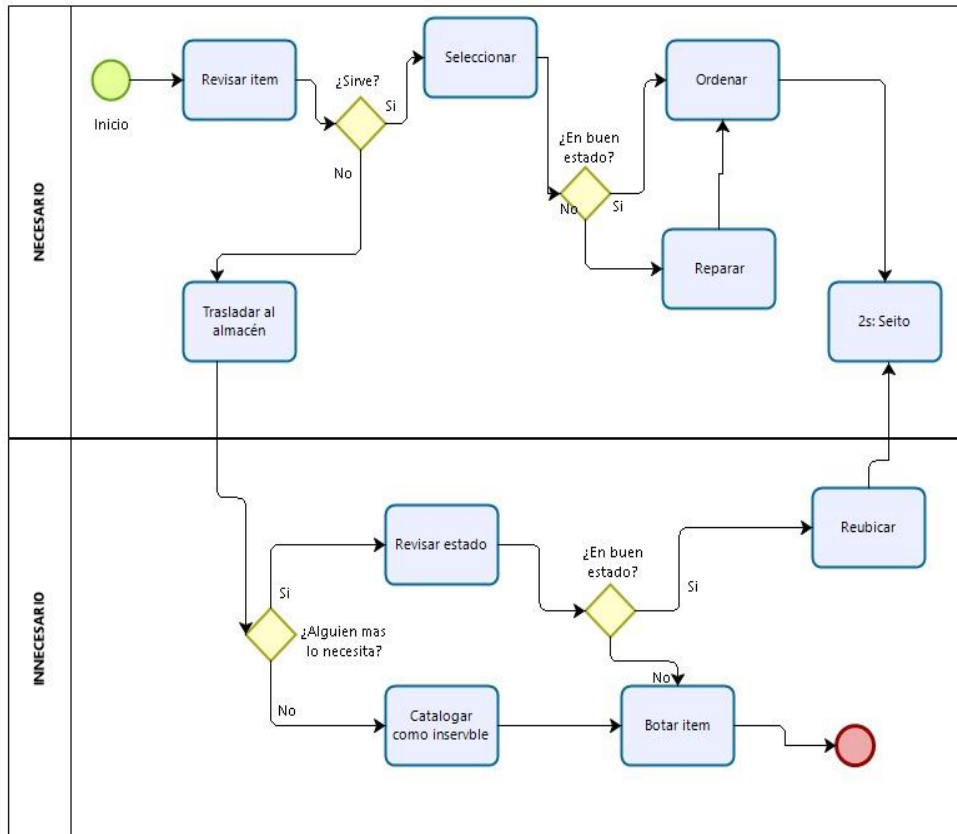 NECESARIO
Inicio
Revisar item
¿Sirve?
Si
No
Seleccionar
¿En buen
estado?
Si
No
Ordenar
Reparar
Trasladar al
almacén
2s: Seito
INNECESARIO
¿Alguien mas
lo necesita?
Si
No
Revisar estado
¿En buen
estado?
Si
No
Reubicar
Catalogar
como inservble
Botar item